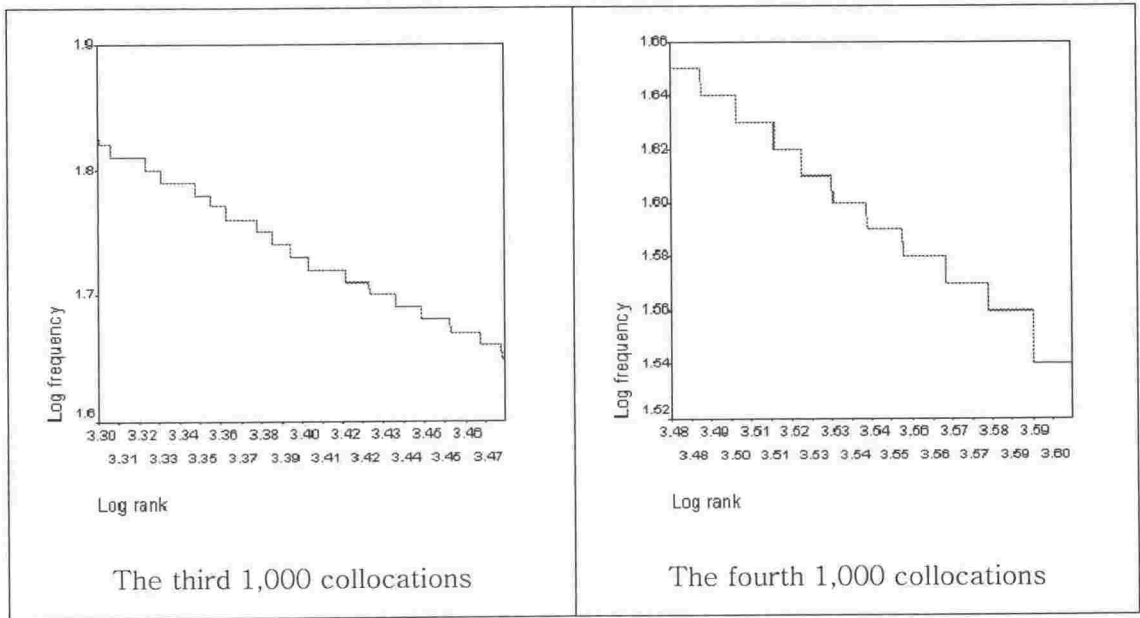 1.9
1.8
1.7
1.6
Log frequency
3.30 3.32 3.34 3.36 3.38 3.40 3.42 3.43 3.45 3.46
3.31 3.33 3.35 3.37 3.39 3.41 3.42 3.44 3.46 3.47
Log rank
The third 1,000 collocations
1.66
1.64
1.62
1.60
1.58
1.56
1.54
1.52
Log frequency
3.48 3.49 3.51 3.52 3.53 3.54 3.56 3.57 3.58 3.59
3.48 3.50 3.51 3.53 3.54 3.55 3.56 3.57 3.59 3.60
Log rank
The fourth 1,000 collocations